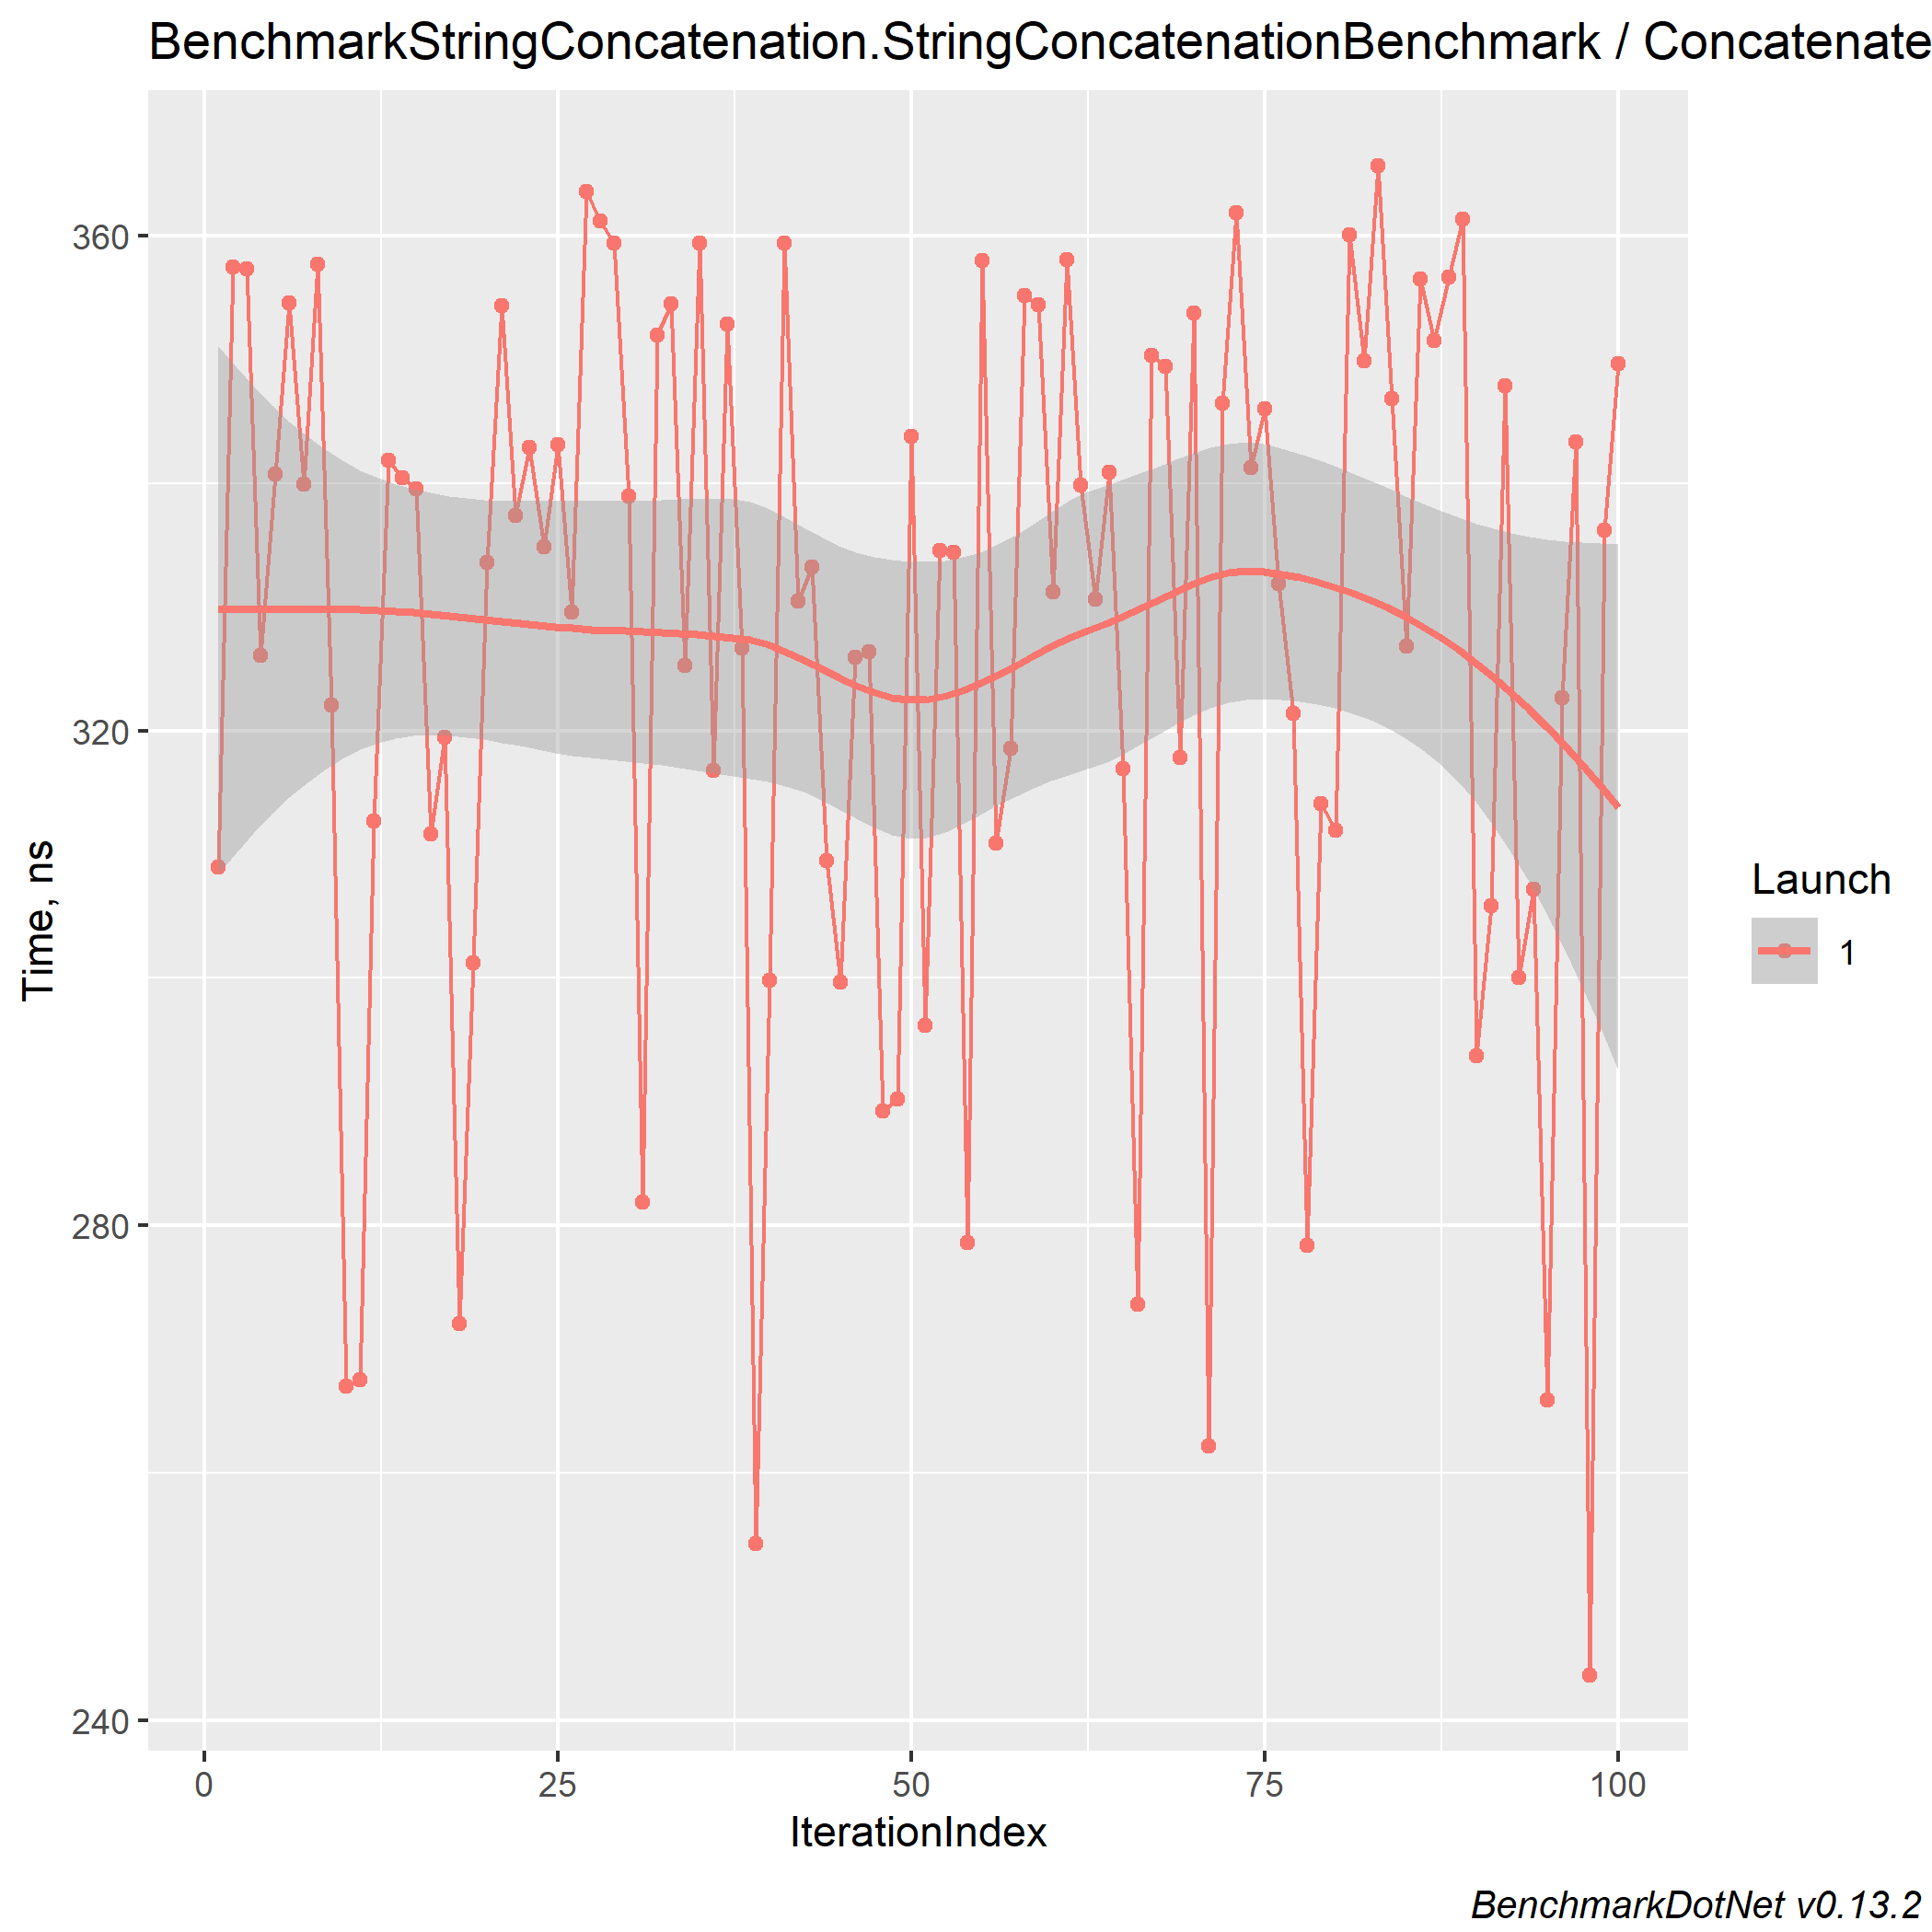 BenchmarkStringConcatenation.StringConcatenationBenchmark / Concatenate
360
320
280
240
Time, ns
0 25 50 75 100
IterationIndex
Launch
1
BenchmarkDotNet v0.13.2